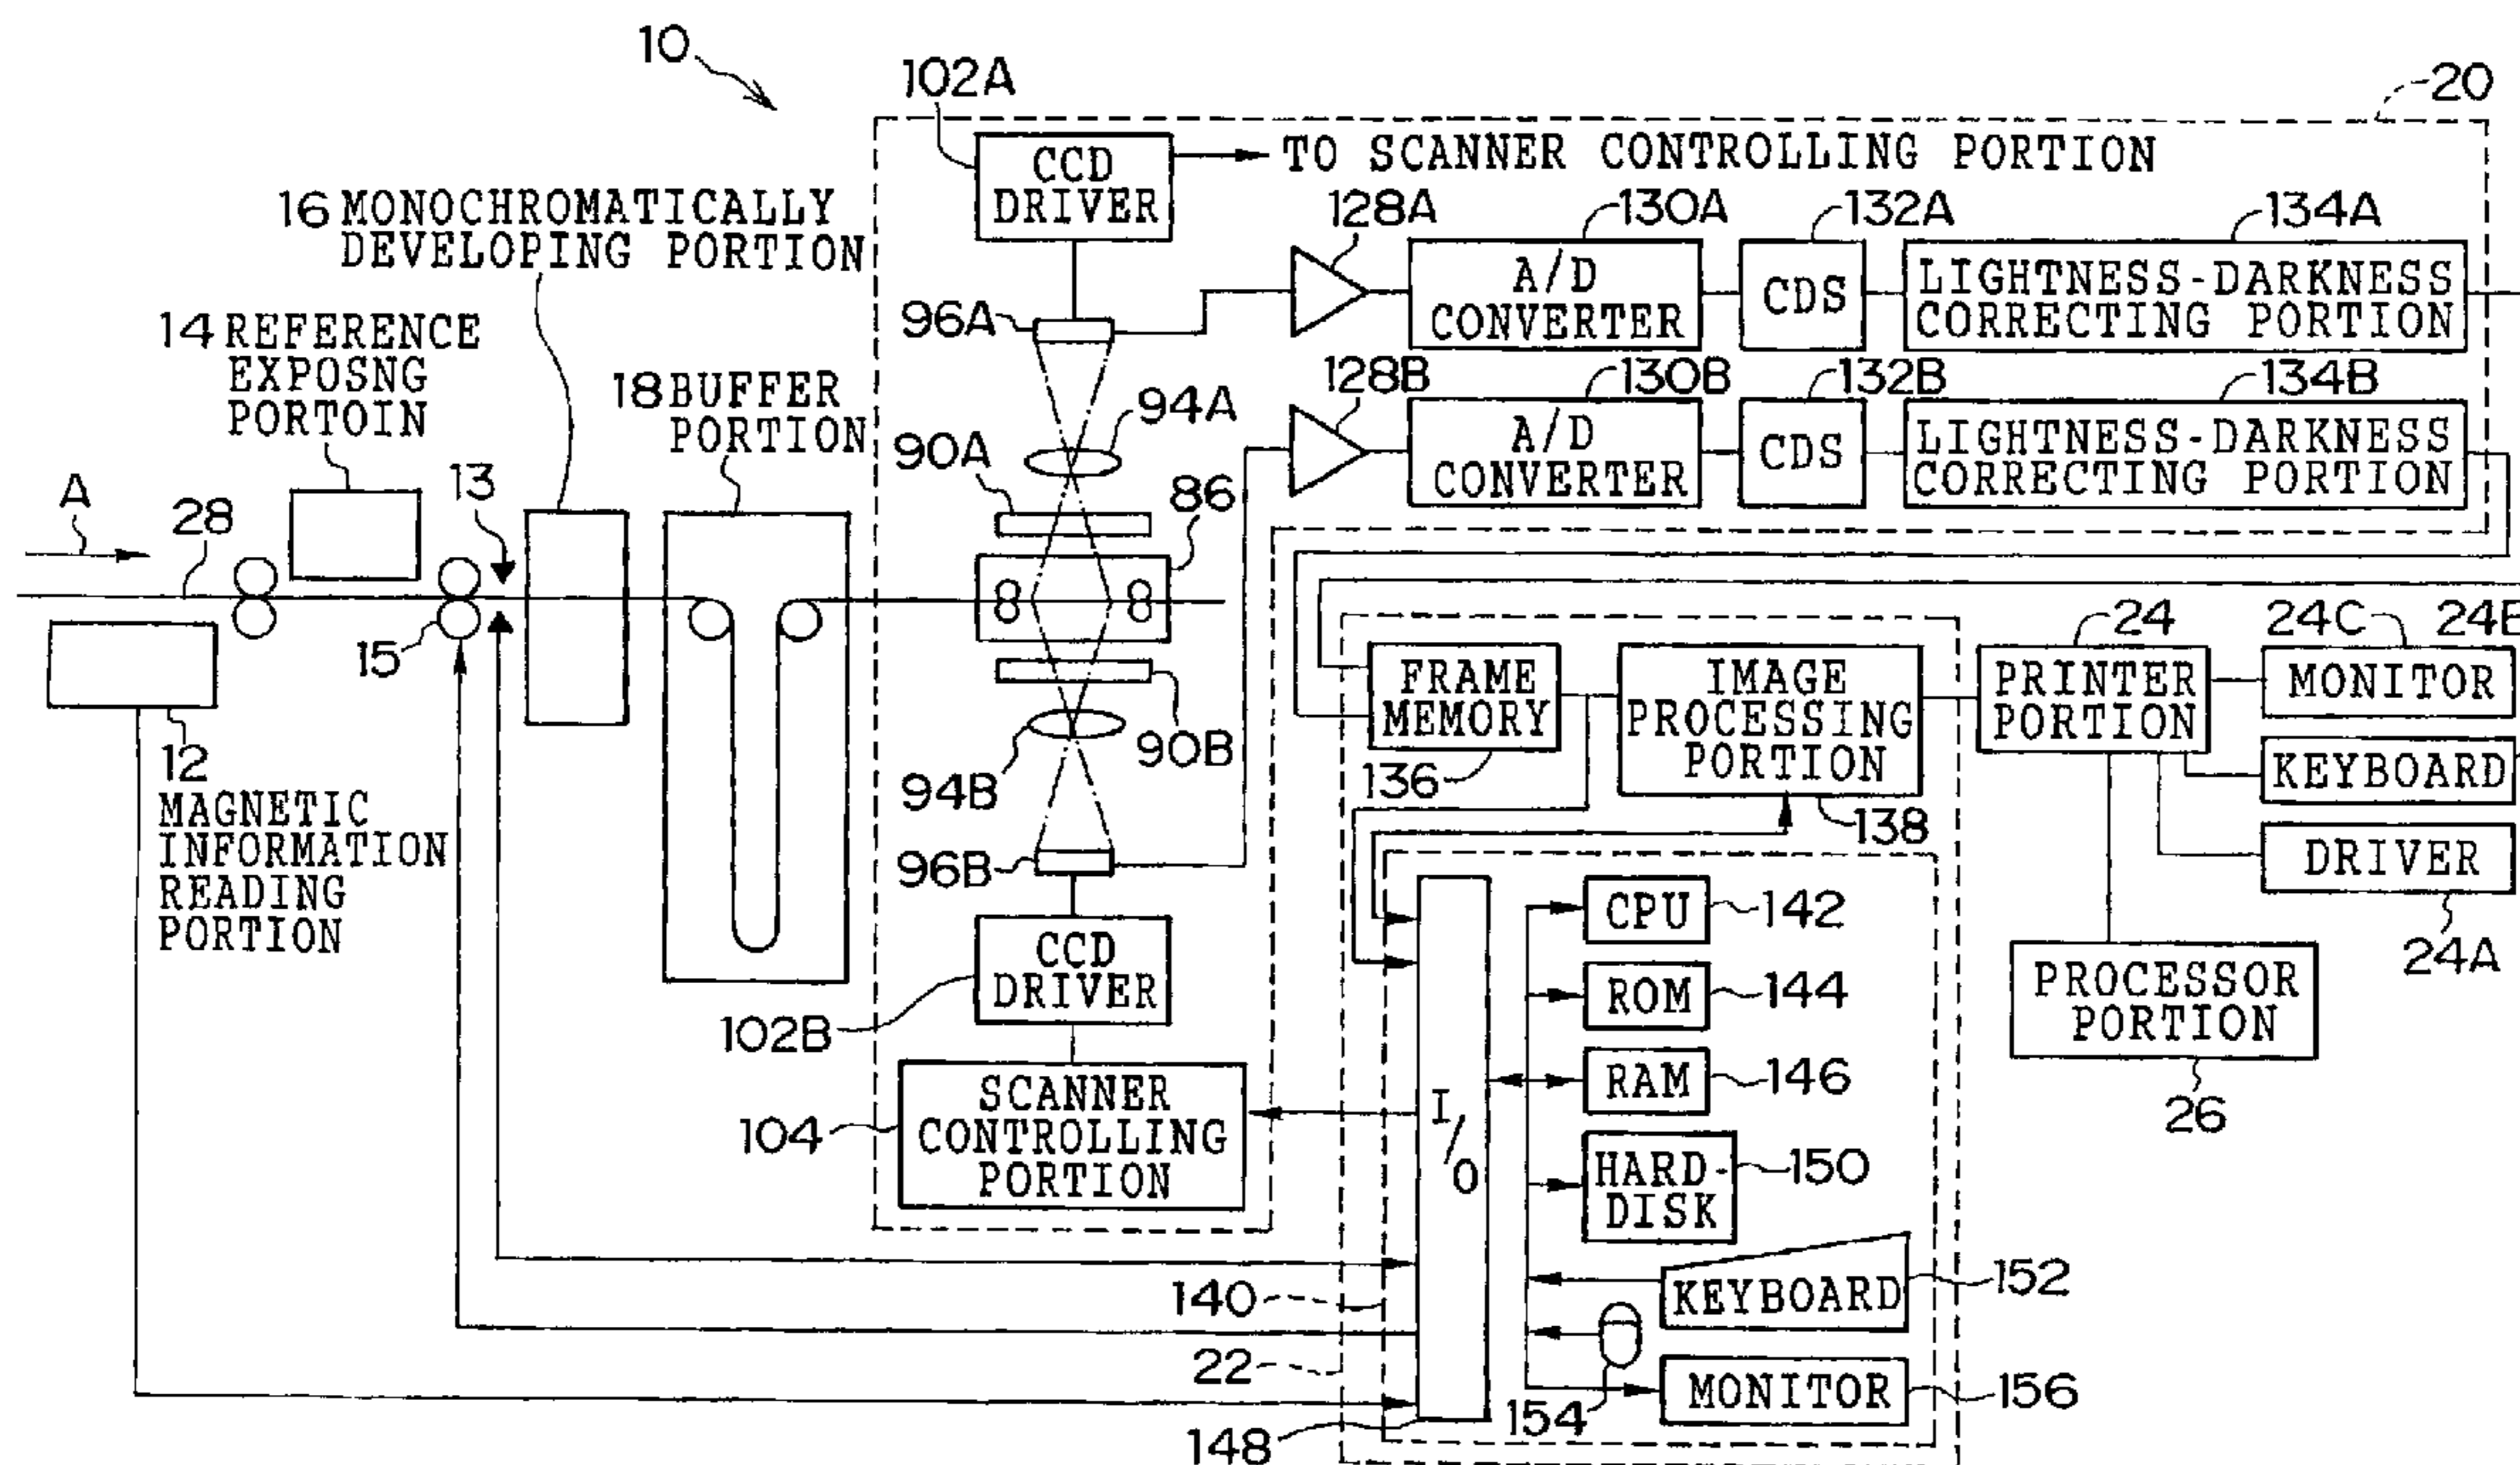 10
102A
20
CCD
DRIVER
TO SCANNER CONTROLLING PORTION
16 MONOCHROMATICALLY
DEVELOPING PORTION
128A
130A
132A
134A
A/D
CONVERTER
CDS
LIGHTNESS-DARKNESS
CORRECTING PORTION
96A
14 REFERENCE
EXPOSNG
PORTOIN
18 BUFFER
PORTION
128B
130B
132B
134B
94A
A/D
CONVERTER
CDS
LIGHTNESS-DARKNESS
CORRECTING PORTION
90A
13
A
28
86
15
24
24C
FRAME
MEMORY
IMAGE
PROCESSING
PORTION
PRINTER
PORTION
MONITOR
12
90B
94B
136
KEYBOARD
MAGNETIC
INFORMATION
READING
PORTION
138
96B
DRIVER
CPU
142
24A
CCD
DRIVER
ROM
144
PROCESSOR
PORTION
102B
RAM
146
26
104
SCANNER
CONTROLLING
PORTION
I/O
HARD-
DISK
150
140
KEYBOARD
152
22
154
MONITOR
156
148